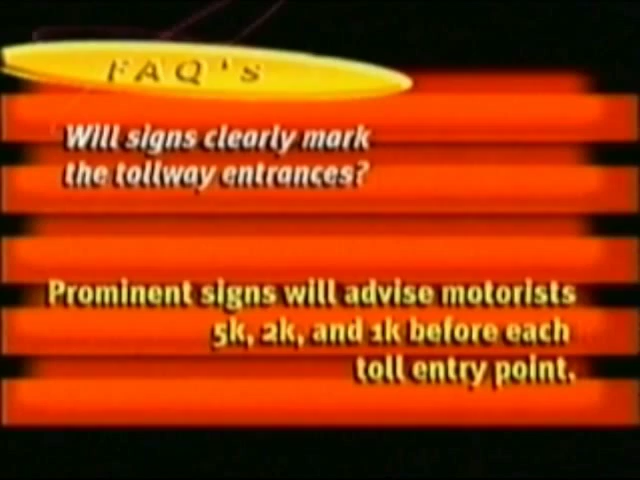 FAQ's
Will signs clearly mark
the tollway entrances?
Prominent signs will advise motorists
5k, 2k, and 1k before each
toll entry point.